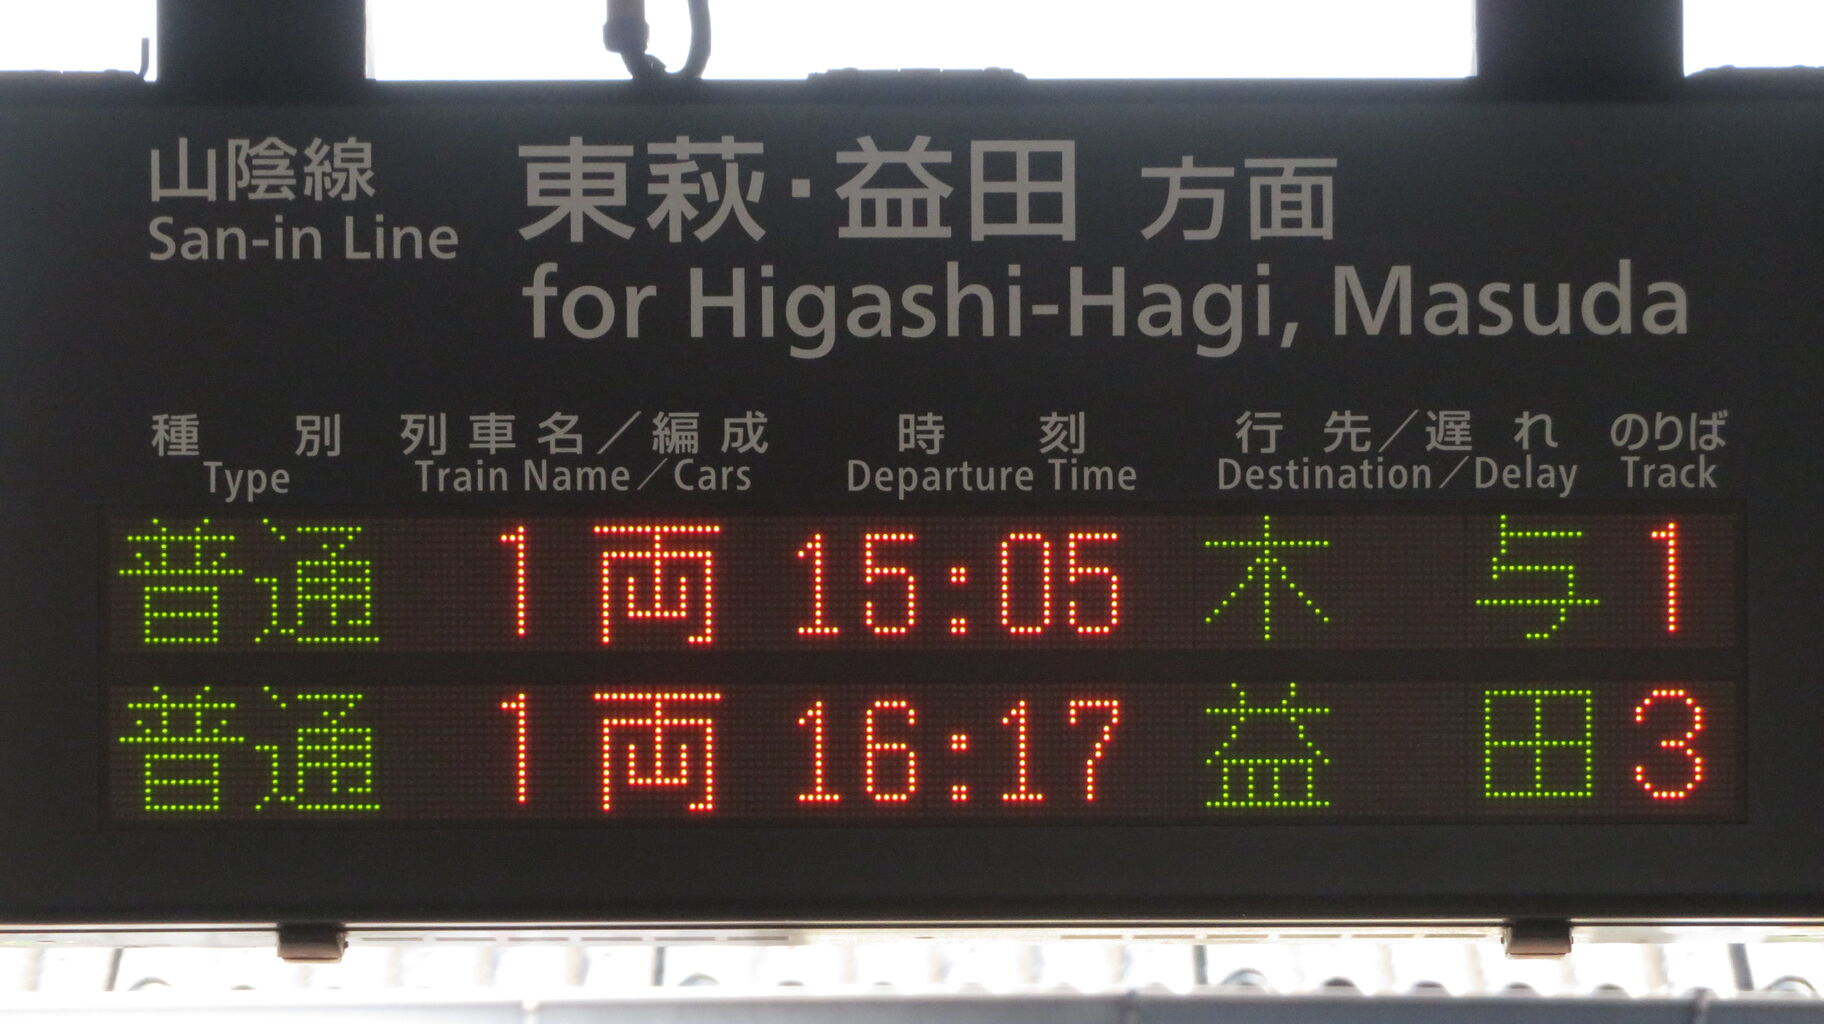 山陰線 東萩・益田 方面
San-in Line for Higashi-Hagi, Masuda
種別 列車名／編成 時刻 行先／遅れ のりば
Type Train Name／Cars Departure Time Destination／Delay Track
普通 1両 15:05 木与 1
普通 1両 16:17 益田 3